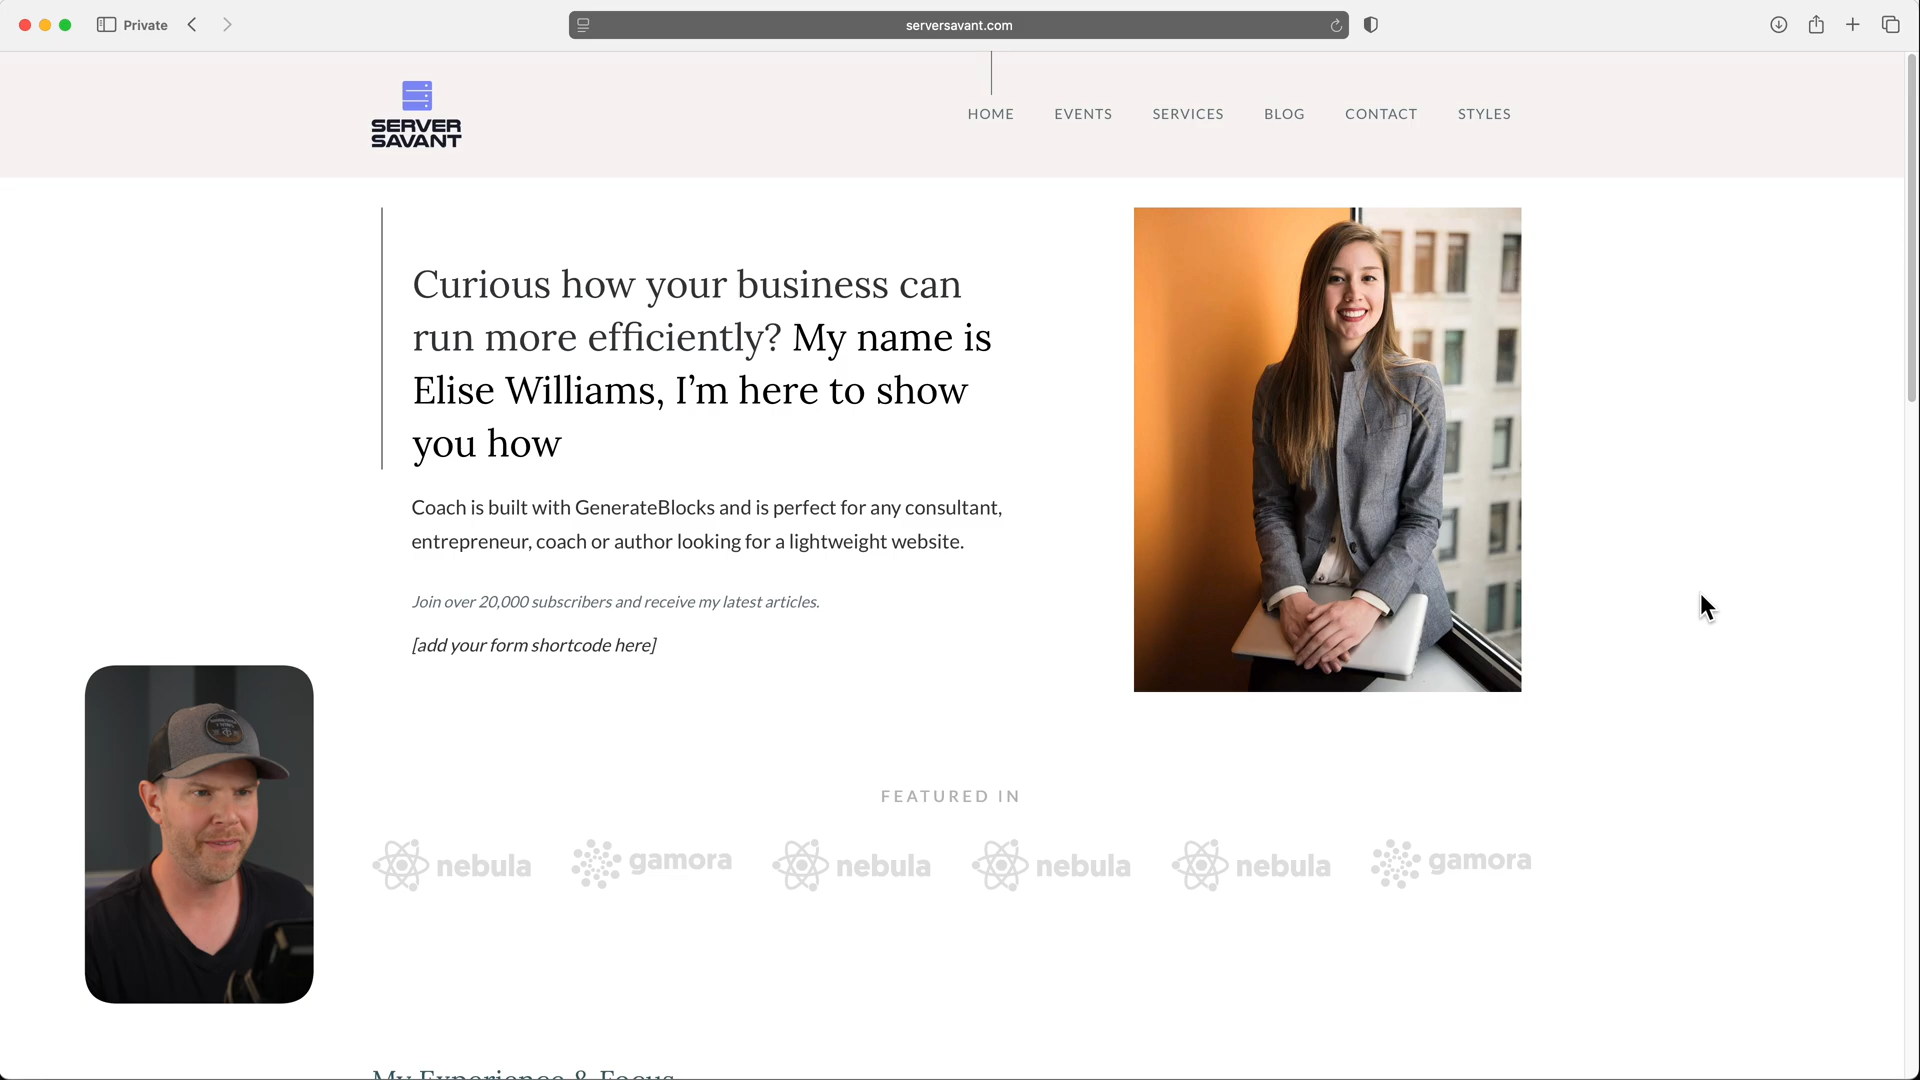 Private
serversavant.com
SERVER
SAVANT
HOME EVENTS SERVICES BLOG CONTACT STYLES
Curious how your business can
run more efficiently? My name is
Elise Williams, I’m here to show
you how
Coach is built with GenerateBlocks and is perfect for any consultant,
entrepreneur, coach or author looking for a lightweight website.
Join over 20,000 subscribers and receive my latest articles.
[add your form shortcode here]
FEATURED IN
nebula gamora nebula nebula nebula gamora
My Experience & Focus